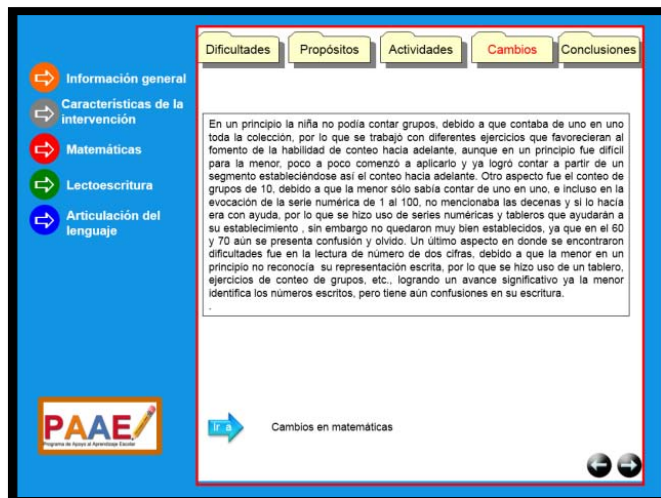 Dificultades
Propósitos
Actividades
Cambios
Conclusiones
Información general
Características de la
intervención
Matemáticas
Lectoescritura
Articulación del
lenguaje
En un principio la niña no podía contar grupos, debido a que contaba de uno en uno
toda la colección, por lo que se trabajó con diferentes ejercicios que favorecieran al
fomento de la habilidad de conteo hacia adelante, aunque en un principio fue difícil
para la menor, poco a poco comenzó a aplicarlo y ya logró contar a partir de un
segmento estableciéndose así el conteo hacia adelante. Otro aspecto fue el conteo de
grupos de 10, debido a que la menor sólo sabía contar de uno en uno, e incluso en la
evocación de la serie numérica de 1 al 100, no mencionaba las decenas y si lo hacía
era con ayuda, por lo que se hizo uso de series numéricas y tableros que ayudarán a
su establecimiento , sin embargo no quedaron muy bien establecidos, ya que en el 60
y 70 aún se presenta confusión y olvido. Un último aspecto en donde se encontraron
dificultades fue en la lectura de número de dos cifras, debido a que la menor en un
principio no reconocía su representación escrita, por lo que se hizo uso de un tablero,
ejercicios de conteo de grupos, etc., logrando un avance significativo ya la menor
identifica los números escritos, pero tiene aún confusiones en su escritura.
.
PAAE
Programa de Apoyo al Aprendizaje Escolar
Ir a
Cambios en matemáticas